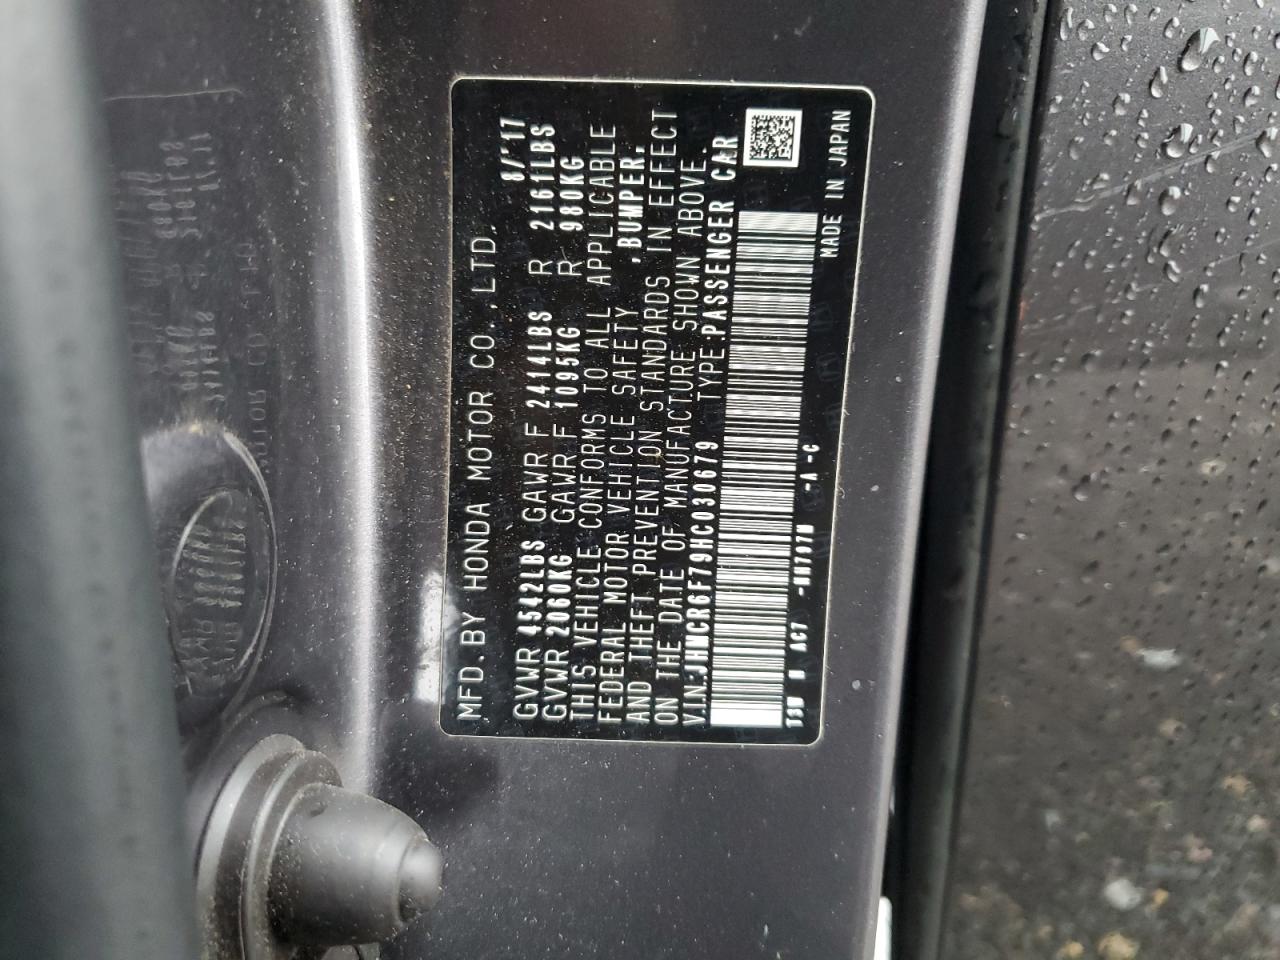 MFD.BY HONDA MOTOR CO.,LTD. 8/'17
GVWR 4542LBS GAWR F 2414LBS R 2161LBS
GVWR 2060KG GAWR F 1095KG R 980KG
THIS VEHICLE CONFORMS TO ALL APPLICABLE
FEDERAL MOTOR VEHICLE SAFETY ,BUMPER,
AND THEFT PREVENTION STANDARDS IN EFFECT
ON THE DATE OF MANUFACTURE SHOWN ABOVE.
V.I.N.:JHMCR6F79HC030679 TYPE:PASSENGER CAR
AC7 -NH797M -A -C
MADE IN JAPAN